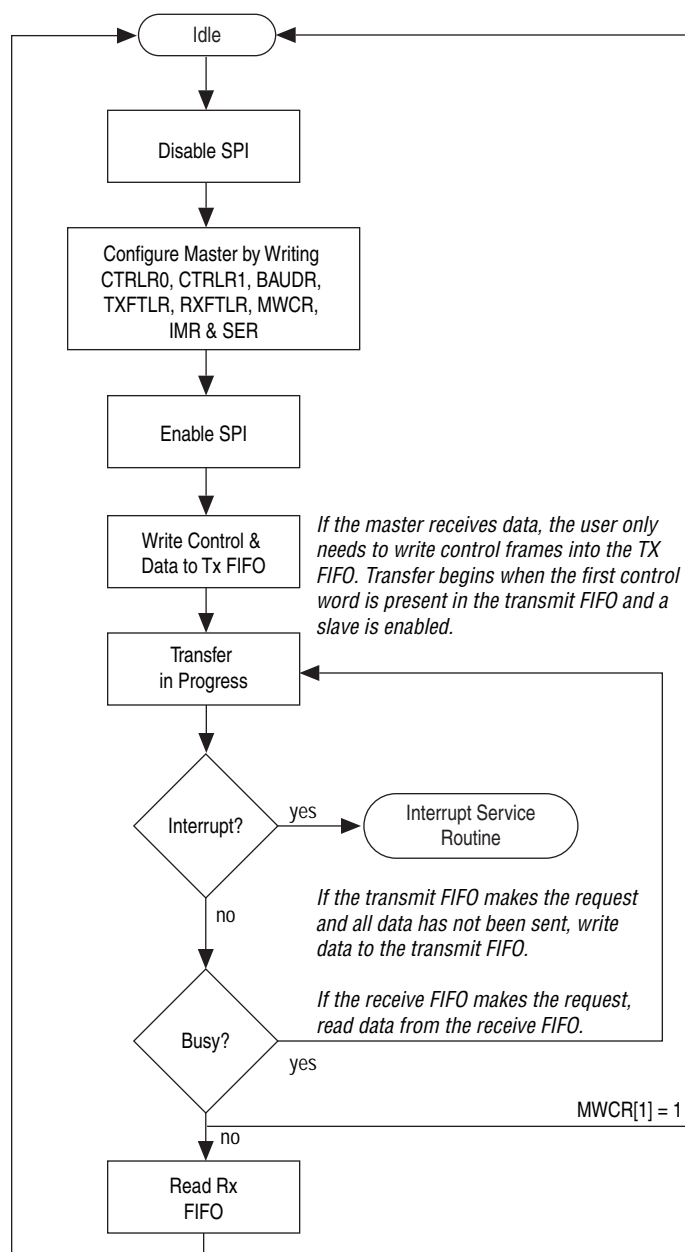 Idle
Disable SPI
Configure Master by Writing
CTRLR0, CTRLR1, BAUDR,
TXFTLR, RXFTLR, MWCR,
IMR & SER
Enable SPI
Write Control &
Data to Tx FIFO
If the master receives data, the user only
needs to write control frames into the TX
FIFO. Transfer begins when the first control
word is present in the transmit FIFO and a
slave is enabled.
Transfer
in Progress
Interrupt?
yes
Interrupt Service
Routine
no
If the transmit FIFO makes the request
and all data has not been sent, write
data to the transmit FIFO.
If the receive FIFO makes the request,
read data from the receive FIFO.
Busy?
yes
MWCR[1] = 1
no
Read Rx
FIFO